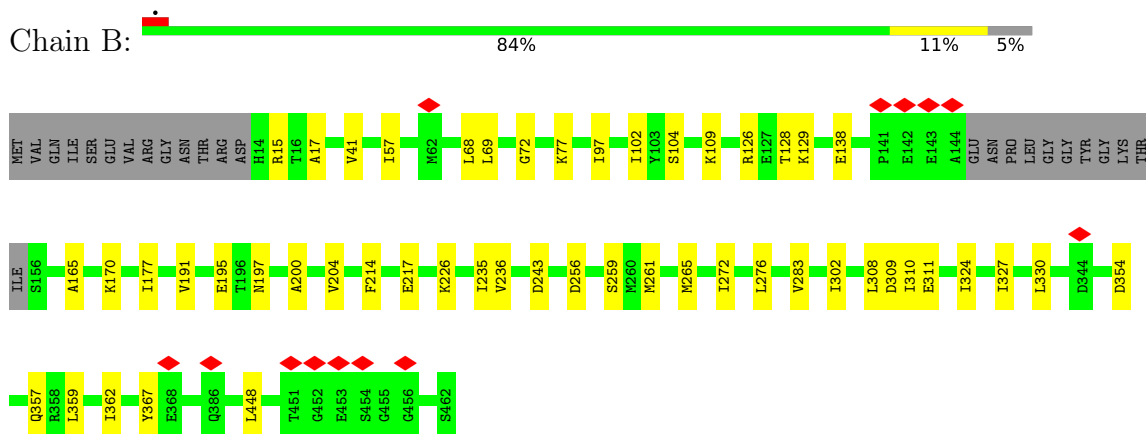 Chain B:
84% 11% 5%
MET VAL GLN ILE SER GLU VAL ARG GLY ASN THR ARG ASP H14 R15 T16 A17 V41 I57 M62 L68 L69 G72 K77 I97 I102 Y103 S104 K109 R126 E127 T128 K129 E138 P141 E142 E143 A144 GLU ASN PRO LEU GLY GLY TYR GLY LYS THR
ILE S156 A165 K170 I177 V191 E195 T196 N197 A200 V204 F214 E217 K226 I235 V236 D243 D256 S259 M260 M261 M265 I272 L276 V283 I302 L308 D309 I310 E311 I324 I327 L330 D344 D354
Q357 R358 L359 I362 Y367 E368 Q386 L448 T451 G452 E453 S454 G455 G456 S462